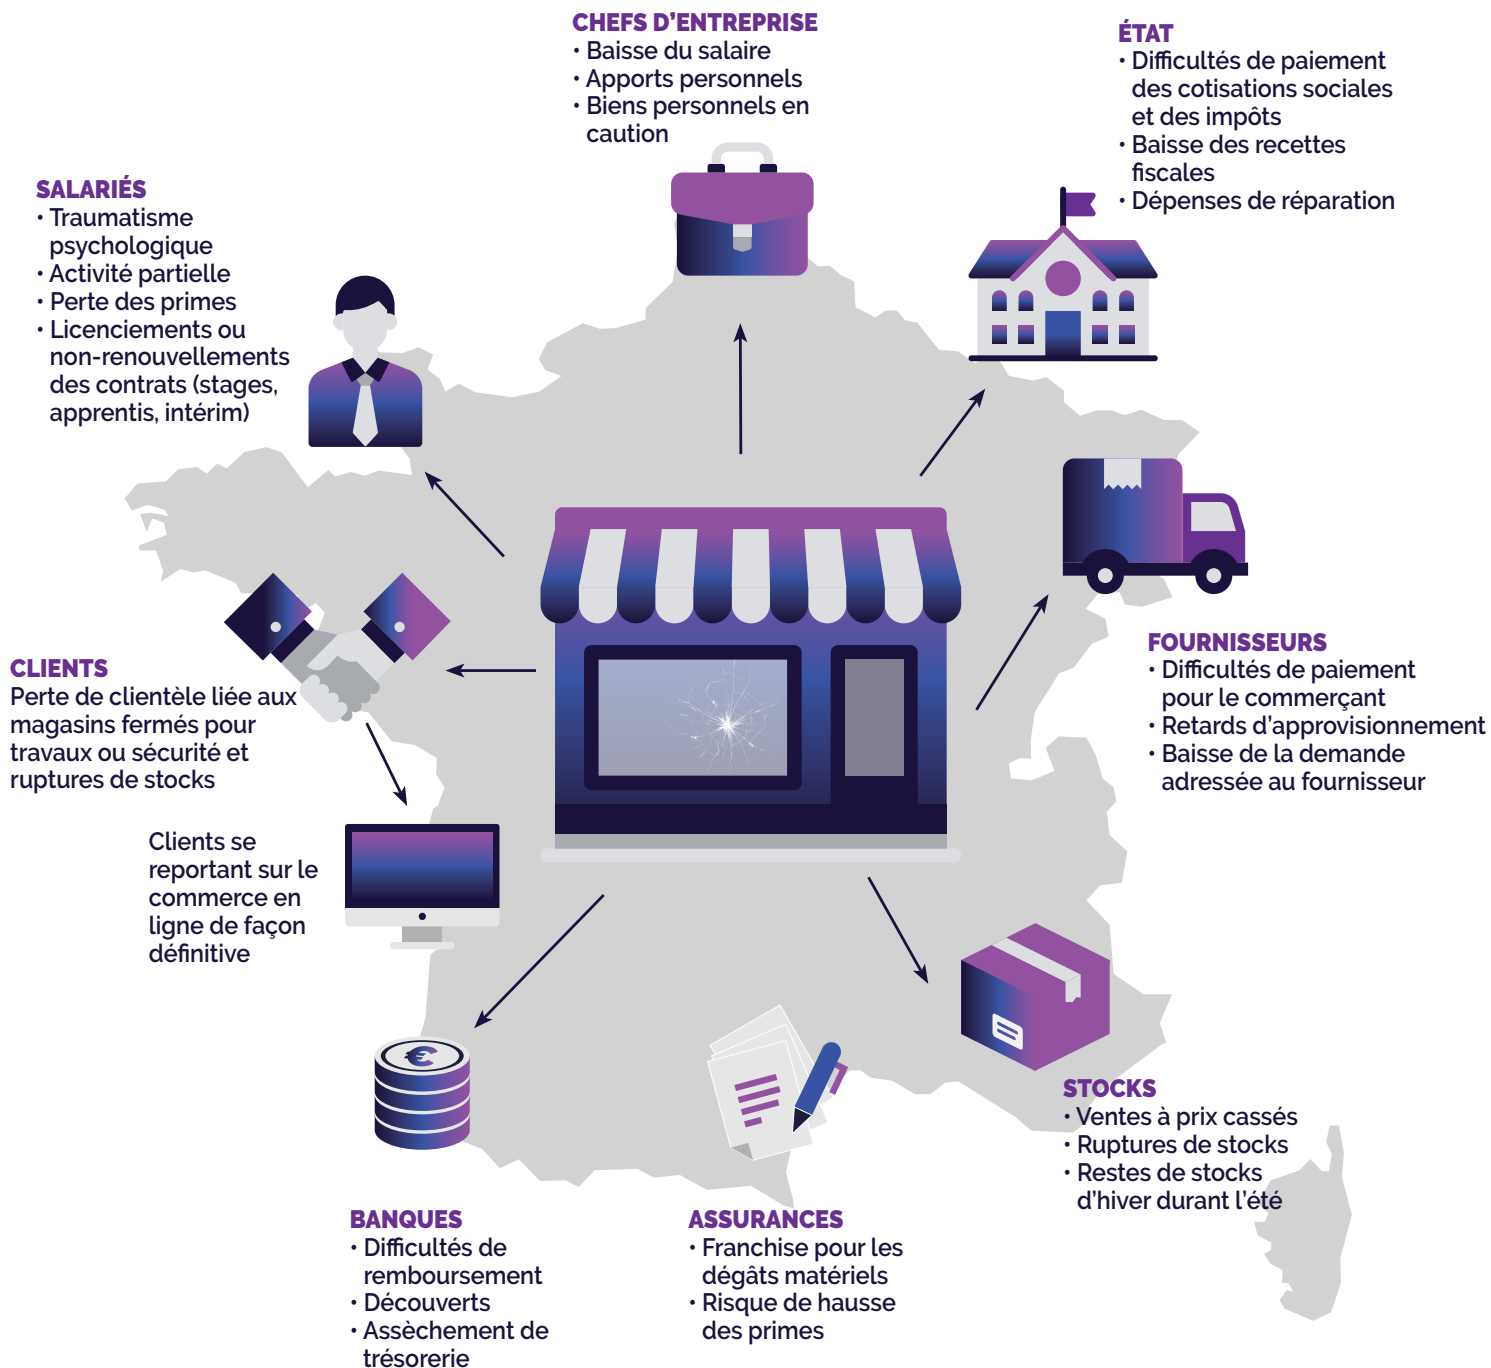 CHEFS D'ENTREPRISE
• Baisse du salaire
• Apports personnels
• Biens personnels en
caution
ÉTAT
• Difficultés de paiement
des cotisations sociales
et des impôts
• Baisse des recettes
fiscales
• Dépenses de réparation
SALARIÉS
• Traumatisme
psychologique
• Activité partielle
• Perte des primes
• Licenciements ou
non-renouvellements
des contrats (stages,
apprentis, intérim)
FOURNISSEURS
• Difficultés de paiement
pour le commerçant
• Retards d'approvisionnement
• Baisse de la demande
adressée au fournisseur
CLIENTS
Perte de clientèle liée aux
magasins fermés pour
travaux ou sécurité et
ruptures de stocks
Clients se
reportant sur le
commerce en
ligne de façon
définitive
€
STOCKS
• Ventes à prix cassés
• Ruptures de stocks
• Restes de stocks
d'hiver durant l'été
BANQUES
• Difficultés de
remboursement
• Découverts
• Assèchement de
trésorerie
ASSURANCES
• Franchise pour les
dégâts matériels
• Risque de hausse
des primes